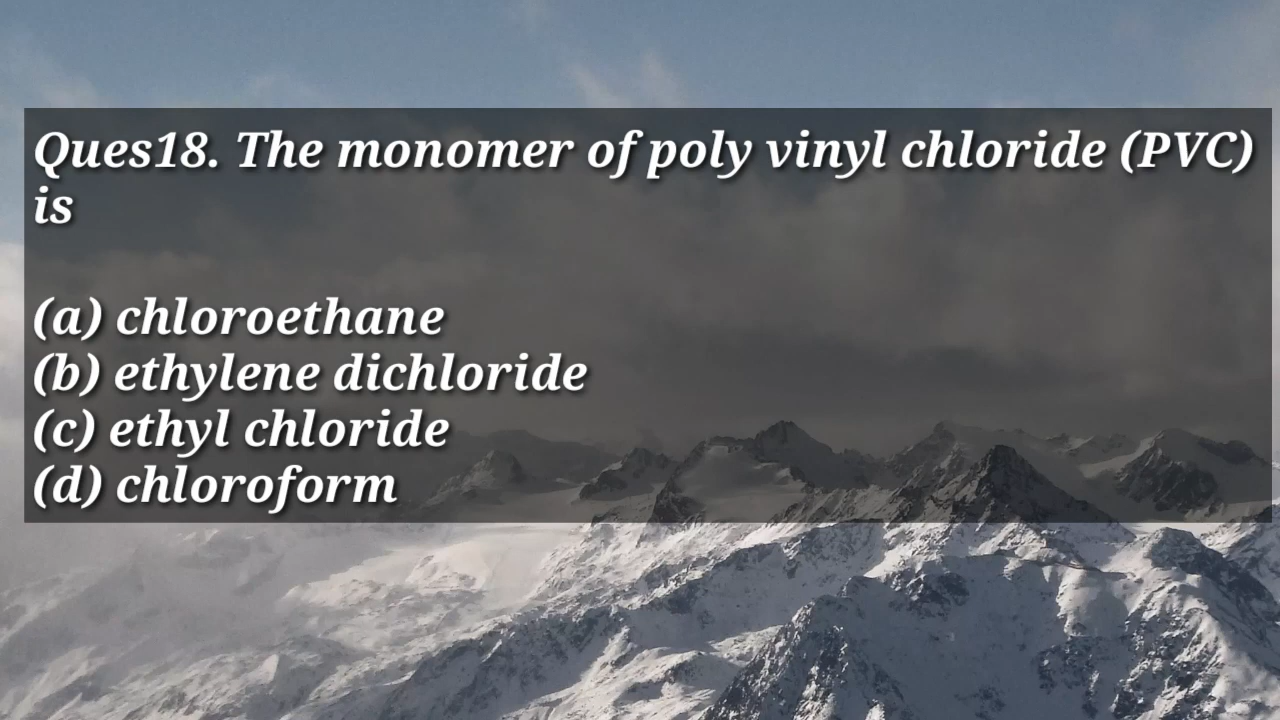 Ques18. The monomer of poly vinyl chloride (PVC)
is
(a) chloroethane
(b) ethylene dichloride
(c) ethyl chloride
(d) chloroform